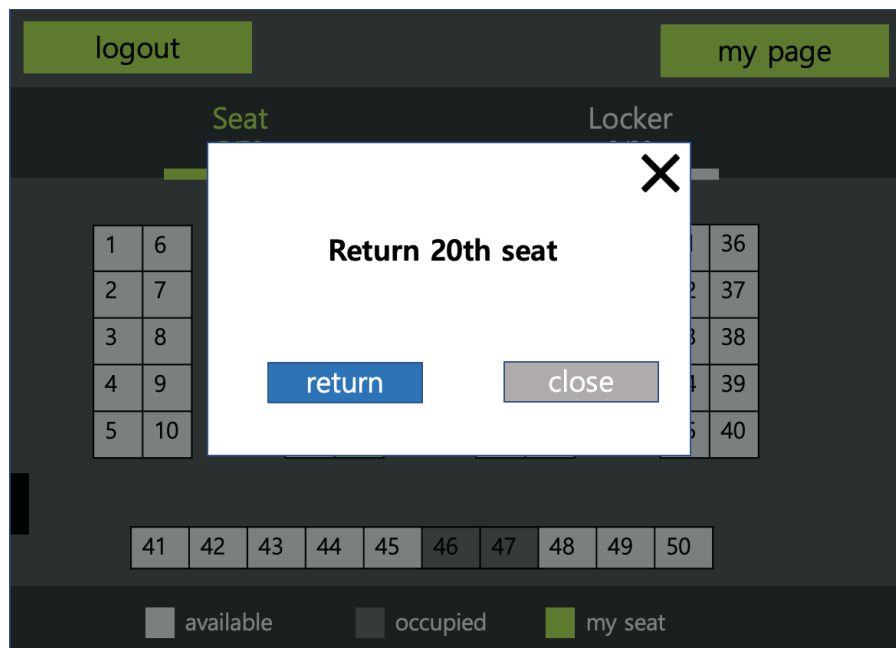 logout
my page
Seat
Locker
Return 20th seat
return
close
1 6
36
2 7
37
3 8
38
4 9
39
5 10
40
41 42 43 44 45 46 47 48 49 50
available
occupied
my seat